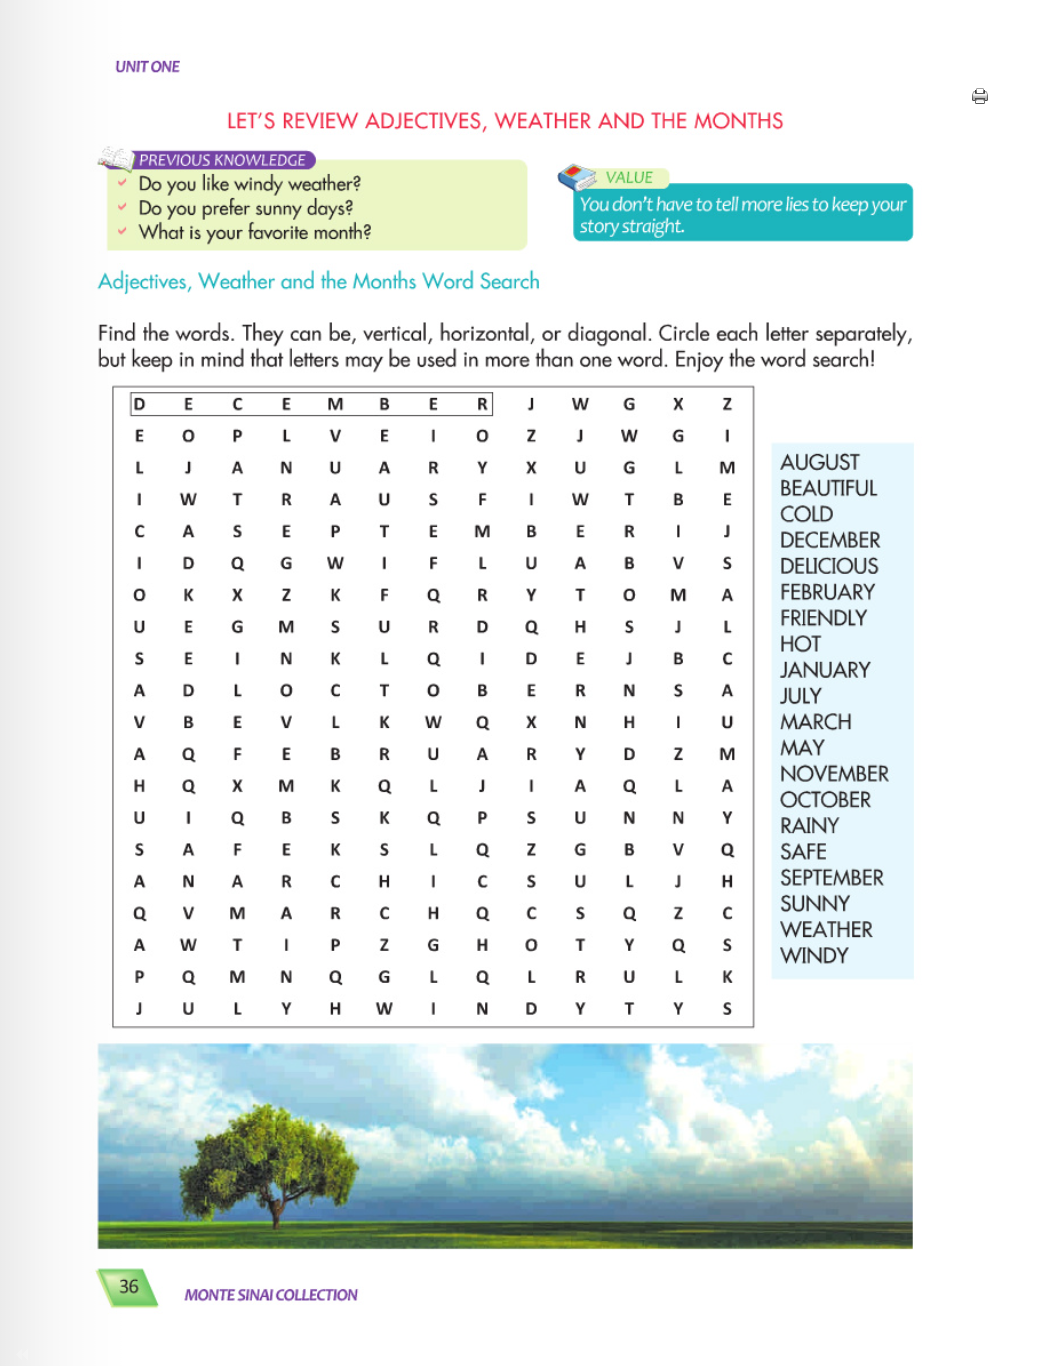 UNIT ONE
LET'S REVIEW ADJECTIVES, WEATHER AND THE MONTHS
PREVIOUS KNOWLEDGE
Do you like windy weather?
Do you prefer sunny days?
What is your favorite month?
VALUE
You don't have to tell more lies to keep your
story straight.
Adjectives, Weather and the Months Word Search
Find the words. They can be, vertical, horizontal, or diagonal. Circle each letter separately,
but keep in mind that letters may be used in more than one word. Enjoy the word search!
D E C E M B E R J W G X Z
E O P L V E I O Z J W G I
L J A N U A R Y X U G L M
I W T R A U S F I W T B E
C A S E P T E M B E R I J
I D Q G W I F L U A B V S
O K X Z K F Q R Y T O M A
U E G M S U R D Q H S J L
S E I N K L Q I D E J B C
A D L O C T O B E R N S A
V B E V L K W Q X N H I U
A Q F E B R U A R Y D Z M
H Q X M K Q L J I A Q L A
U I Q B S K Q P S U N N Y
S A F E K S L Q Z G B V Q
A N A R C H I C S U L J H
Q V M A R C H Q C S Q Z C
A W T I P Z G H O T Y Q S
P Q M N Q G L Q L R U L K
J U L Y H W I N D Y T Y S
AUGUST
BEAUTIFUL
COLD
DECEMBER
DELICIOUS
FEBRUARY
FRIENDLY
HOT
JANUARY
JULY
MARCH
MAY
NOVEMBER
OCTOBER
RAINY
SAFE
SEPTEMBER
SUNNY
WEATHER
WINDY
36
MONTE SINAI COLLECTION